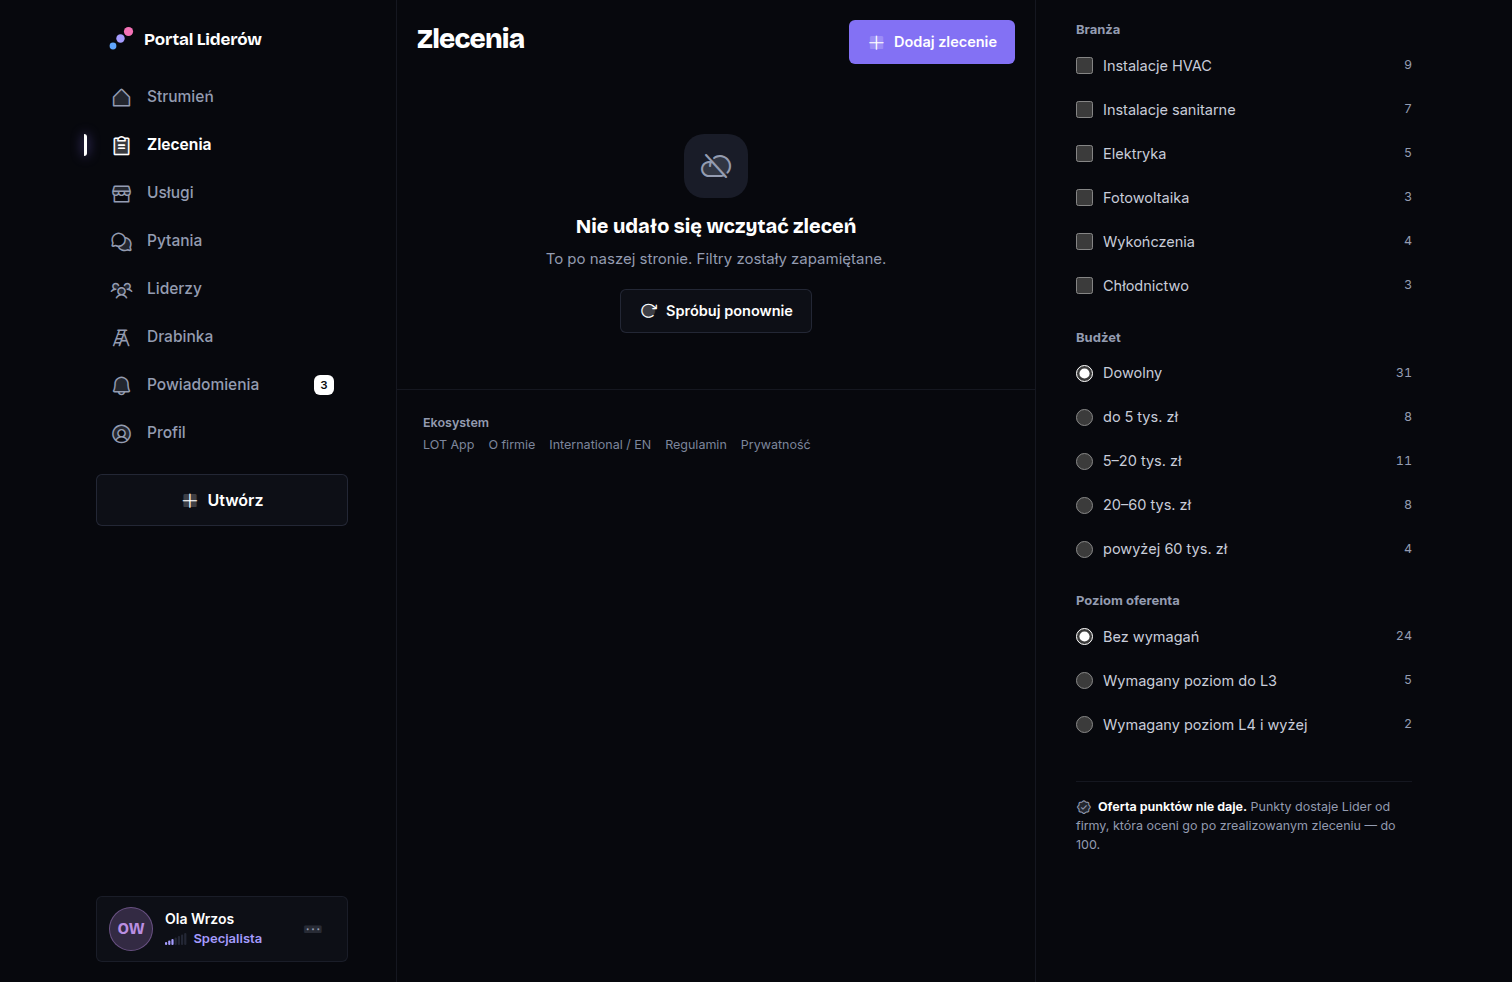 Portal Liderów
Strumień
Zlecenia
Usługi
Pytania
Liderzy
Drabinka
Powiadomienia 3
Profil
Utwórz
OW
Ola Wrzos
Specjalista
Zlecenia
Dodaj zlecenie
Nie udało się wczytać zleceń
To po naszej stronie. Filtry zostały zapamiętane.
Spróbuj ponownie
Ekosystem
LOT App O firmie International / EN Regulamin Prywatność
Branża
Instalacje HVAC 9
Instalacje sanitarne 7
Elektryka 5
Fotowoltaika 3
Wykończenia 4
Chłodnictwo 3
Budżet
Dowolny 31
do 5 tys. zł 8
5–20 tys. zł 11
20–60 tys. zł 8
powyżej 60 tys. zł 4
Poziom oferenta
Bez wymagań 24
Wymagany poziom do L3 5
Wymagany poziom L4 i wyżej 2
Oferta punktów nie daje. Punkty dostaje Lider od
firmy, która oceni go po zrealizowanym zleceniu — do
100.